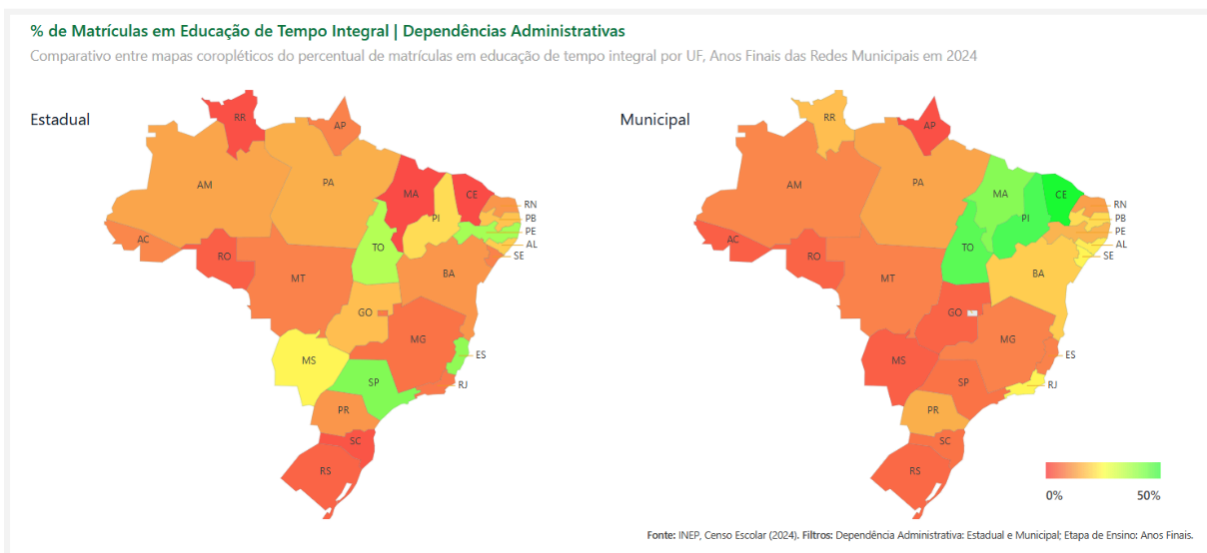 % de Matrículas em Educação de Tempo Integral | Dependências Administrativas
Comparativo entre mapas coropléticos do percentual de matrículas em educação de tempo integral por UF, Anos Finais das Redes Municipais em 2024
Estadual
RR
AP
AM
PA
MA
CE
RN
PB
PE
AL
SE
PI
AC
RO
TO
MT
BA
GO
MG
ES
MS
SP
RJ
PR
SC
RS
Municipal
RR
AP
AM
PA
MA
CE
RN
PB
PE
AL
SE
PI
AC
RO
TO
MT
BA
GO
MG
ES
MS
SP
RJ
PR
SC
RS
0%
50%
Fonte: INEP, Censo Escolar (2024). Filtros: Dependência Administrativa: Estadual e Municipal; Etapa de Ensino: Anos Finais.